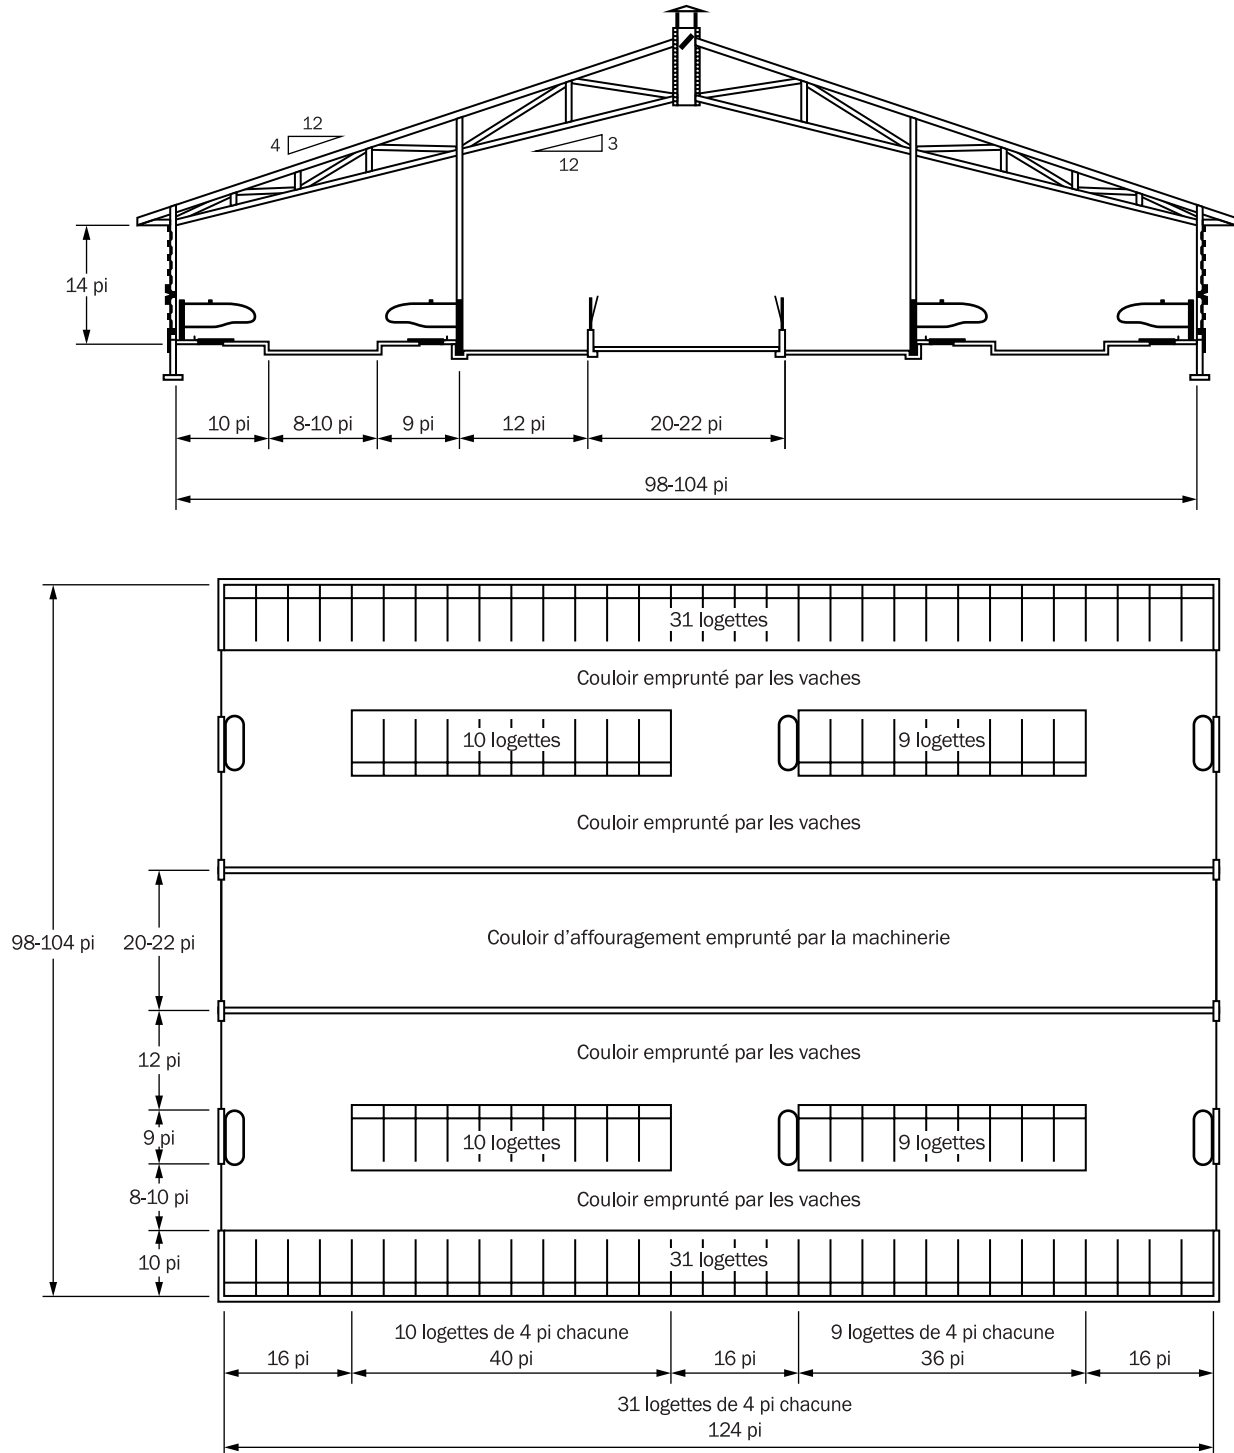 12
4
3
12
14 pi
10 pi
8-10 pi
9 pi
12 pi
20-22 pi
98-104 pi
31 logettes
Couloir emprunté par les vaches
10 logettes
9 logettes
Couloir emprunté par les vaches
98-104 pi
20-22 pi
Couloir d'affouragement emprunté par la machinerie
12 pi
Couloir emprunté par les vaches
9 pi
10 logettes
9 logettes
8-10 pi
Couloir emprunté par les vaches
10 pi
31 logettes
10 logettes de 4 pi chacune
9 logettes de 4 pi chacune
16 pi
40 pi
16 pi
36 pi
16 pi
31 logettes de 4 pi chacune
124 pi